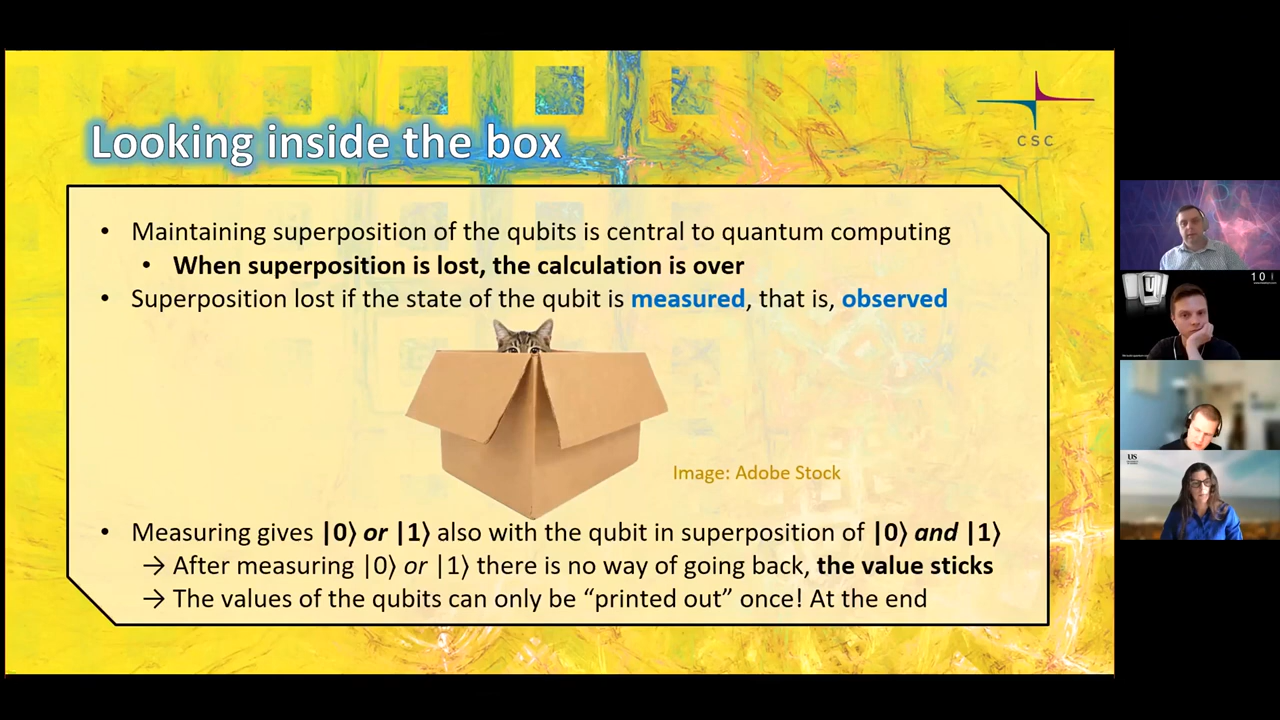 Looking inside the box
CSC
• Maintaining superposition of the qubits is central to quantum computing
• When superposition is lost, the calculation is over
• Superposition lost if the state of the qubit is measured, that is, observed
Image: Adobe Stock
• Measuring gives |0⟩ or |1⟩ also with the qubit in superposition of |0⟩ and |1⟩
→ After measuring |0⟩ or |1⟩ there is no way of going back, the value sticks
→ The values of the qubits can only be “printed out” once! At the end
US